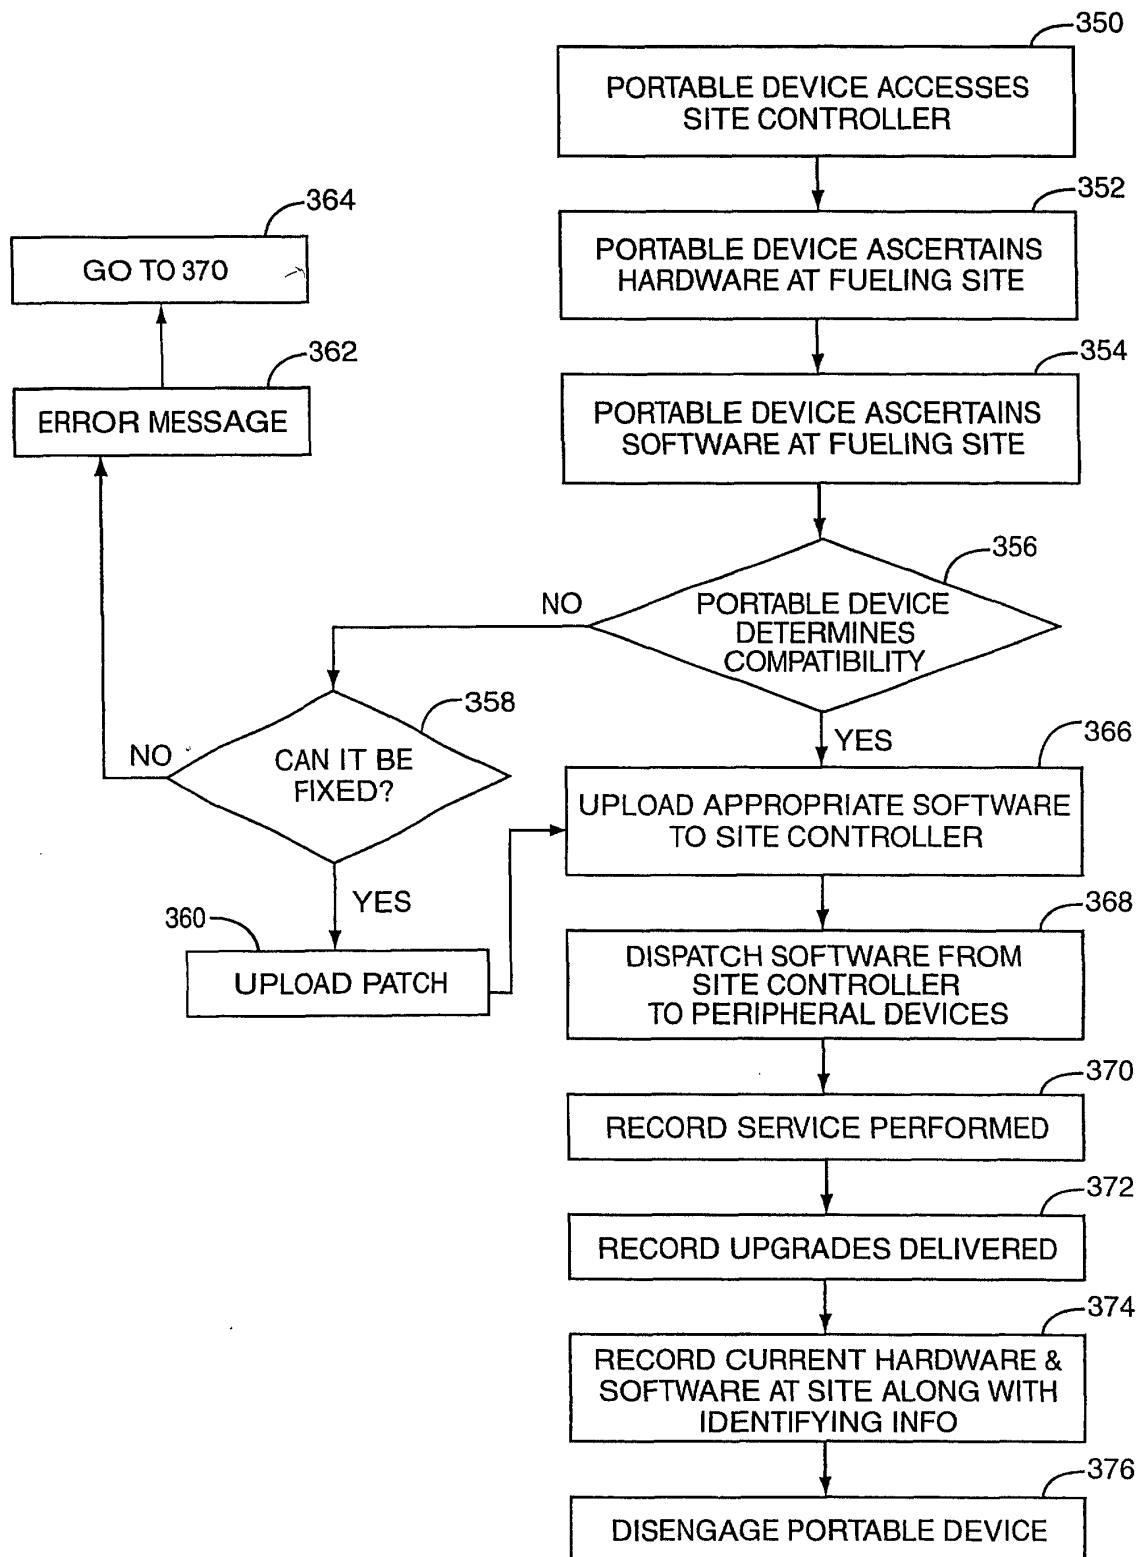 350
PORTABLE DEVICE ACCESSES
SITE CONTROLLER
352
PORTABLE DEVICE ASCERTAINS
HARDWARE AT FUELING SITE
354
PORTABLE DEVICE ASCERTAINS
SOFTWARE AT FUELING SITE
356
PORTABLE DEVICE
DETERMINES
COMPATIBILITY
NO
YES
358
CAN IT BE
FIXED?
NO
YES
362
ERROR MESSAGE
364
GO TO 370
360
UPLOAD PATCH
366
UPLOAD APPROPRIATE SOFTWARE
TO SITE CONTROLLER
368
DISPATCH SOFTWARE FROM
SITE CONTROLLER
TO PERIPHERAL DEVICES
370
RECORD SERVICE PERFORMED
372
RECORD UPGRADES DELIVERED
374
RECORD CURRENT HARDWARE &
SOFTWARE AT SITE ALONG WITH
IDENTIFYING INFO
376
DISENGAGE PORTABLE DEVICE